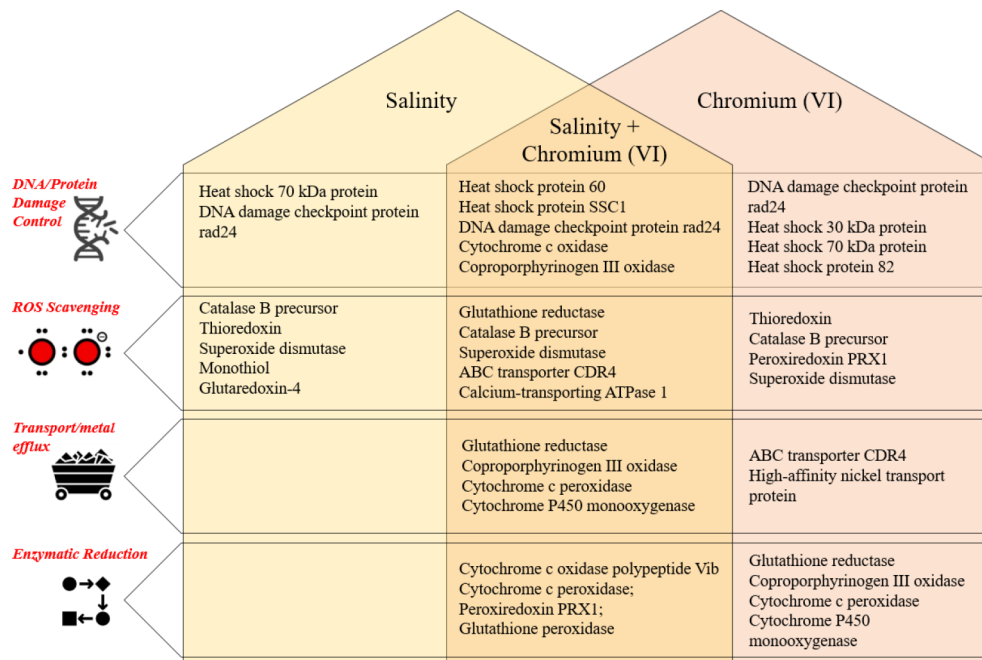 Salinity
Chromium (VI)
Salinity +
Chromium (VI)
DNA/Protein
Damage
Control
Heat shock 70 kDa protein
DNA damage checkpoint protein
rad24
Heat shock protein 60
Heat shock protein SSC1
DNA damage checkpoint protein rad24
Cytochrome c oxidase
Coproporphyrinogen III oxidase
DNA damage checkpoint protein
rad24
Heat shock 30 kDa protein
Heat shock 70 kDa protein
Heat shock protein 82
ROS Scavenging
Catalase B precursor
Thioredoxin
Superoxide dismutase
Monothiol
Glutaredoxin-4
Glutathione reductase
Catalase B precursor
Superoxide dismutase
ABC transporter CDR4
Calcium-transporting ATPase 1
Thioredoxin
Catalase B precursor
Peroxiredoxin PRX1
Superoxide dismutase
Transport/metal
efflux
Glutathione reductase
Coproporphyrinogen III oxidase
Cytochrome c peroxidase
Cytochrome P450 monooxygenase
ABC transporter CDR4
High-affinity nickel transport
protein
Enzymatic Reduction
Cytochrome c oxidase polypeptide Vib
Cytochrome c peroxidase;
Peroxiredoxin PRX1;
Glutathione peroxidase
Glutathione reductase
Coproporphyrinogen III oxidase
Cytochrome c peroxidase
Cytochrome P450
monooxygenase